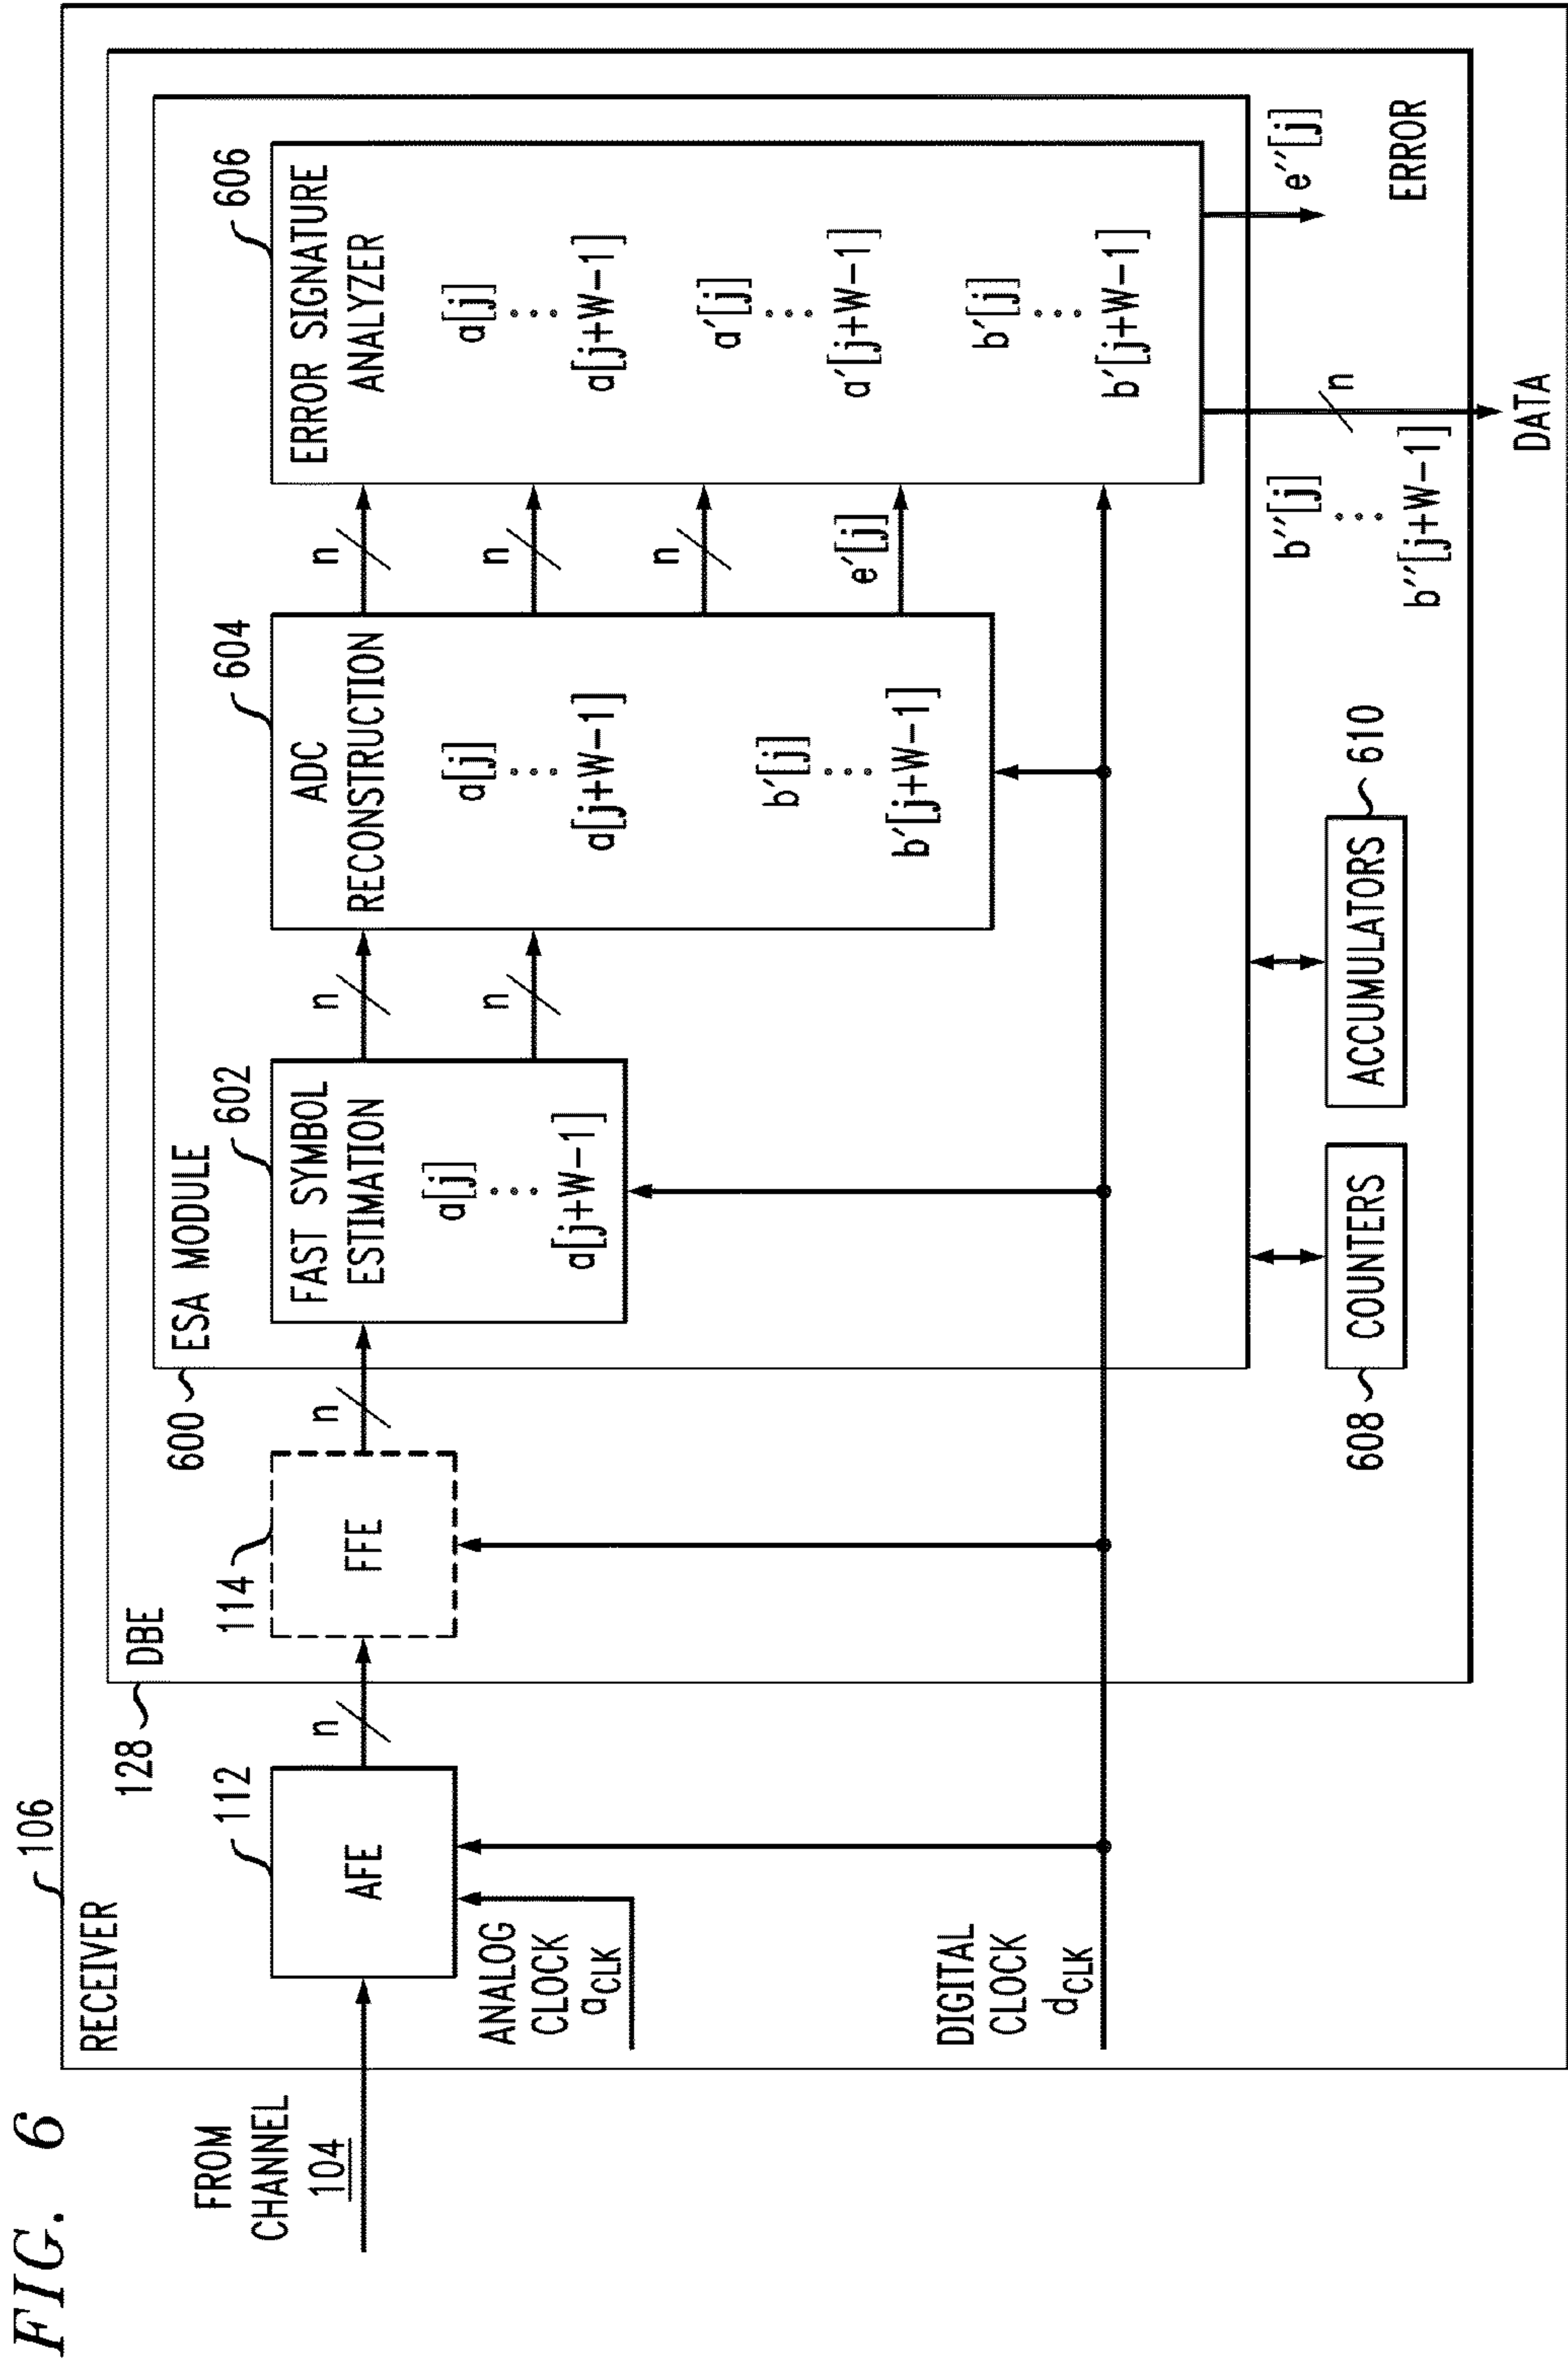 FIG. 6
FROM
CHANNEL
104
RECEIVER
106
AFE
112
ANALOG
CLOCK
aCLK
DIGITAL
CLOCK
dCLK
n
128
DBE
114
FFE
n
600
ESA MODULE
602
FAST SYMBOL
ESTIMATION
a[j]
a[j+W-1]
n
n
604
ADC
RECONSTRUCTION
a[j]
a[j+W-1]
b'[j]
b'[j+W-1]
n
n
n
e'[j]
606
ERROR SIGNATURE
ANALYZER
a[j]
a[j+W-1]
a'[j]
a'[j+W-1]
b'[j]
b'[j+W-1]
608
COUNTERS
ACCUMULATORS
610
b''[j]
b''[j+W-1]
n
DATA
e''[j]
ERROR